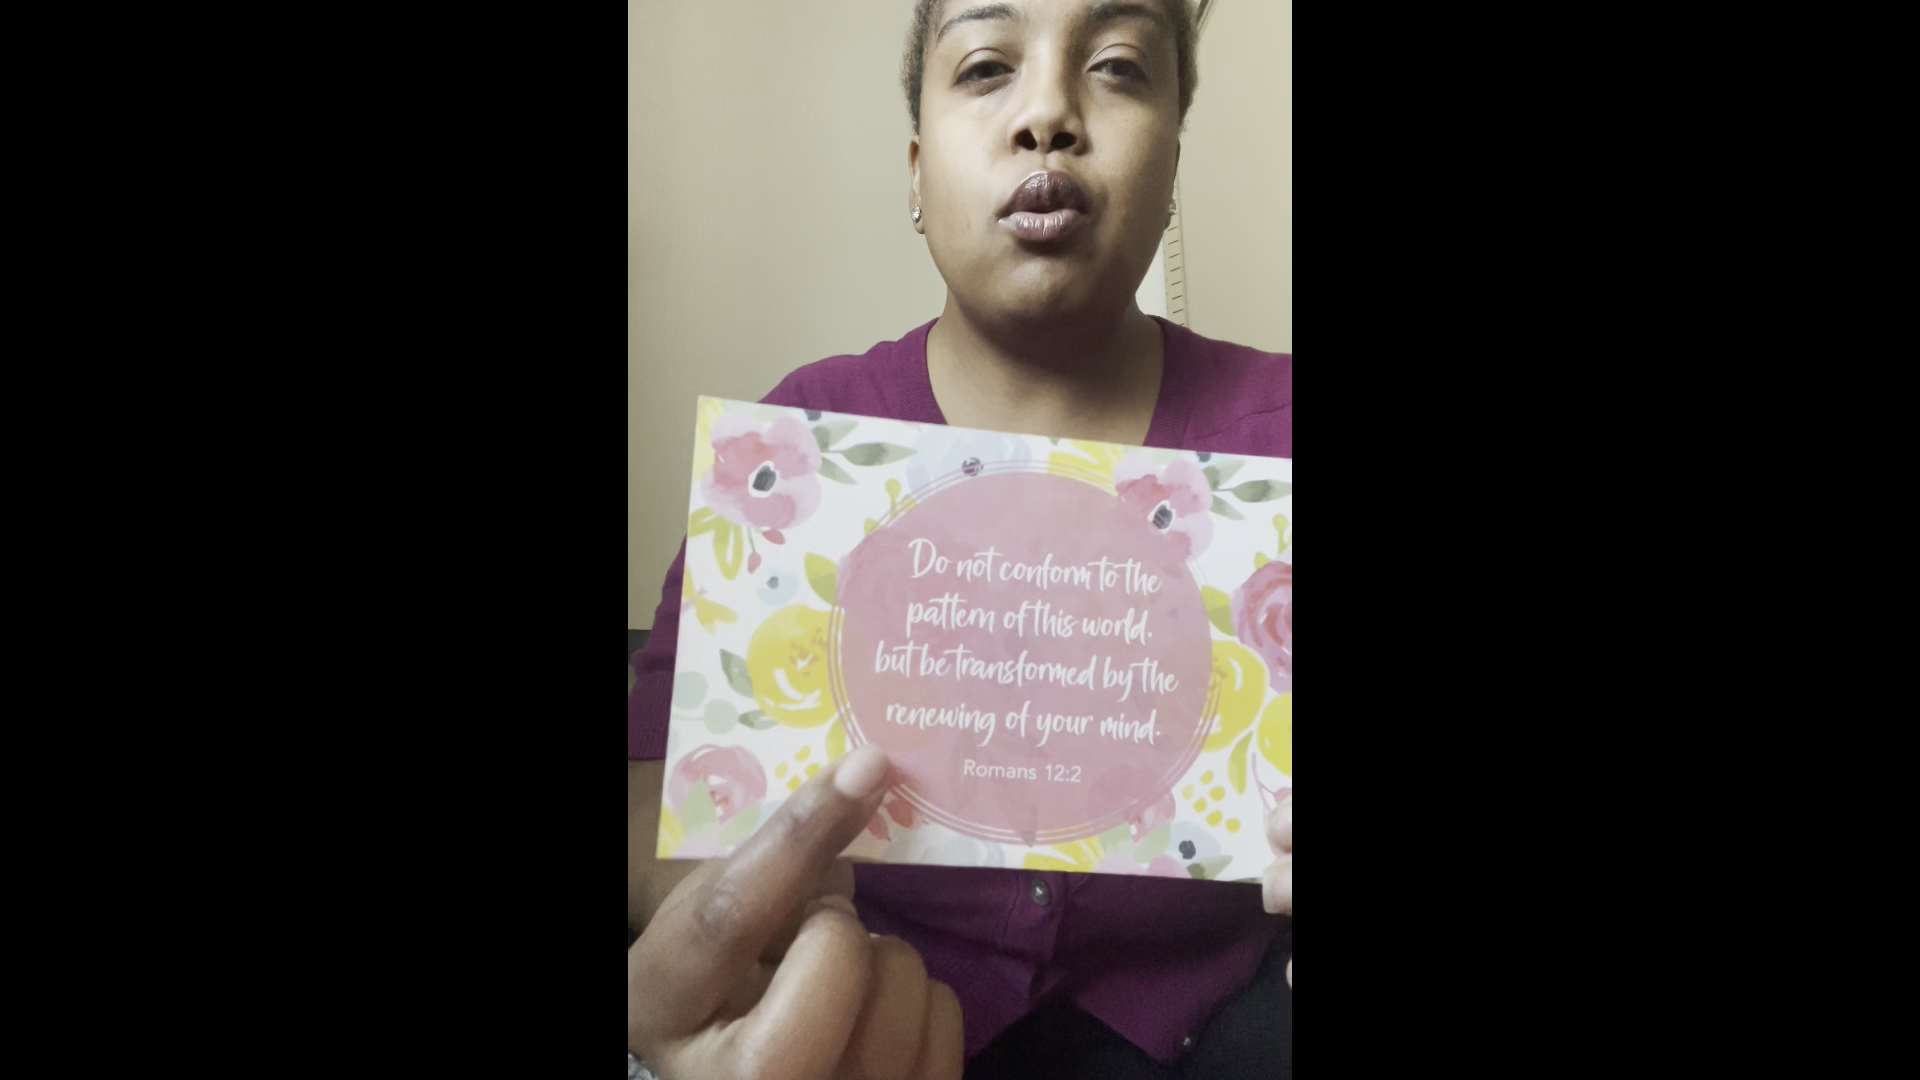 Do not conform to the
pattern of this world,
but be transformed by the
renewing of your mind.
Romans 12:2